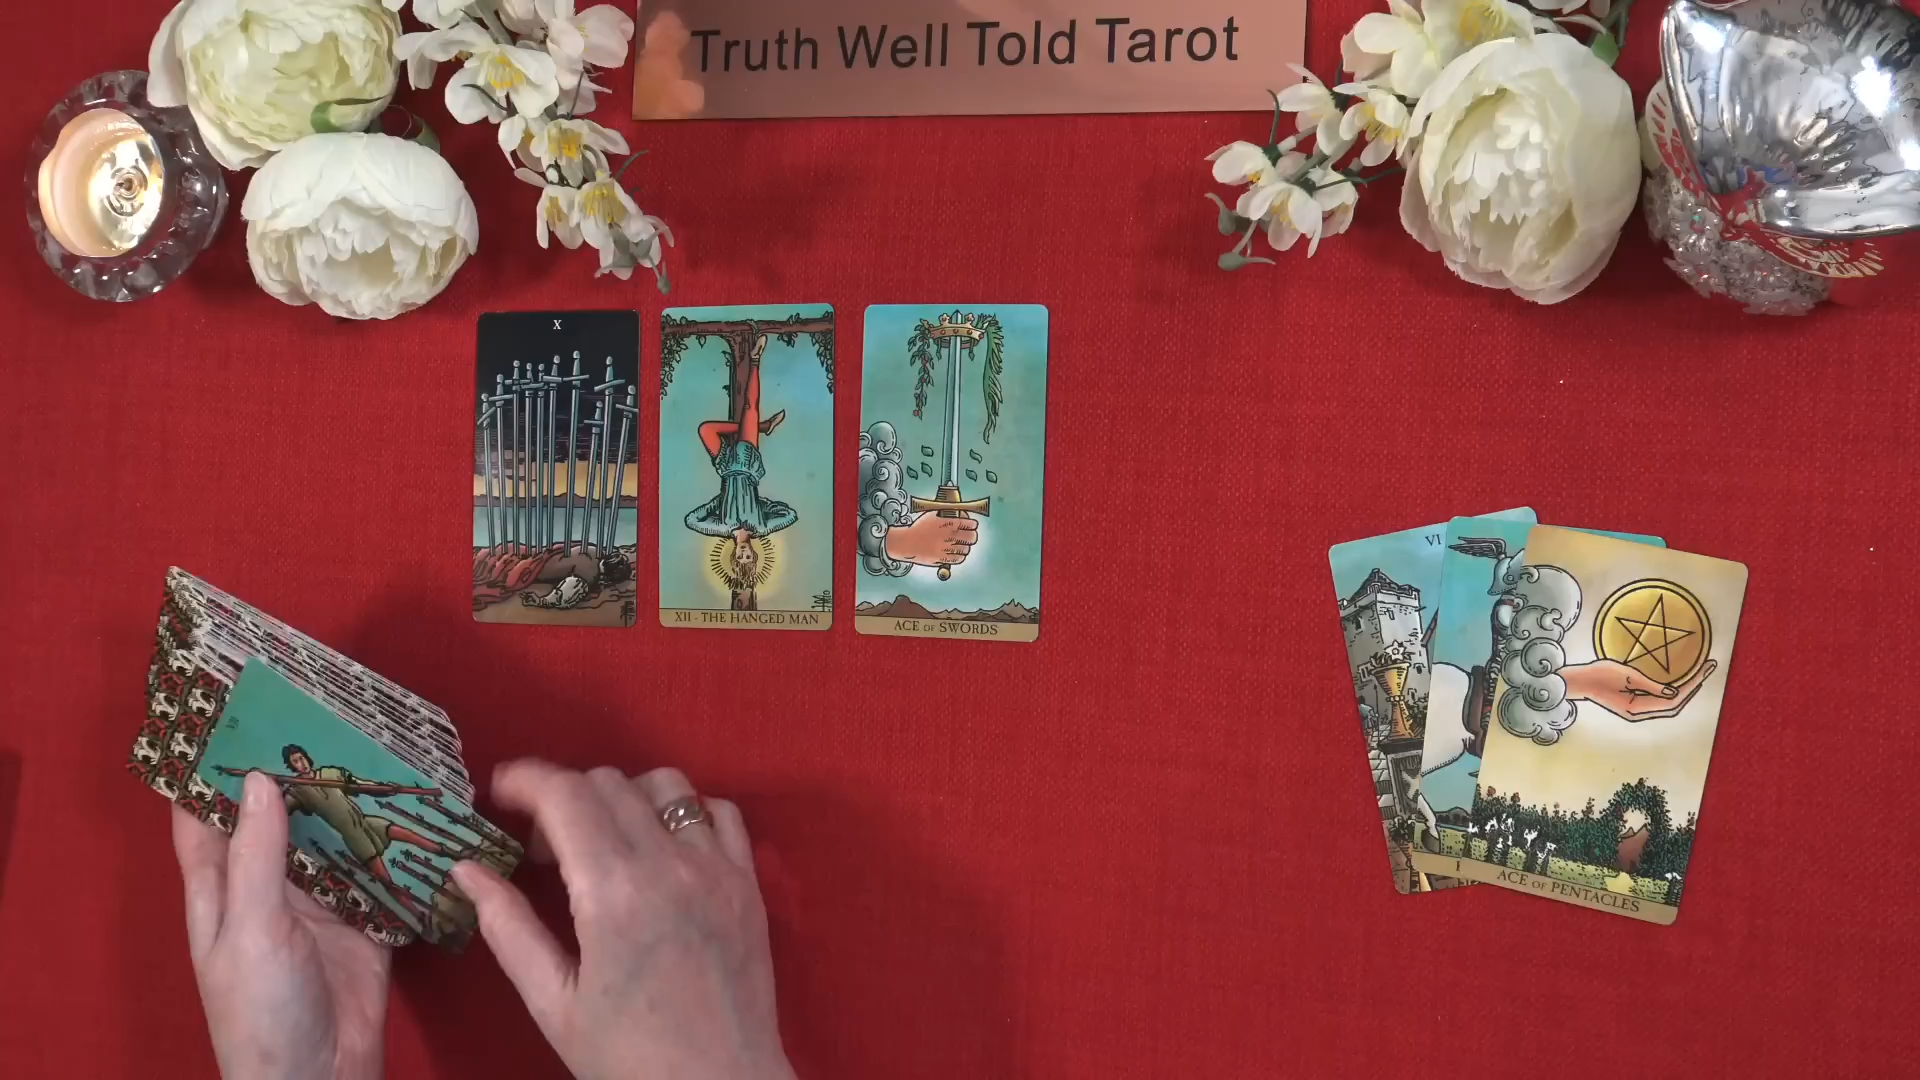 Truth Well Told Tarot
X
XII - THE HANGED MAN
ACE OF SWORDS
VI
ACE OF PENTACLES